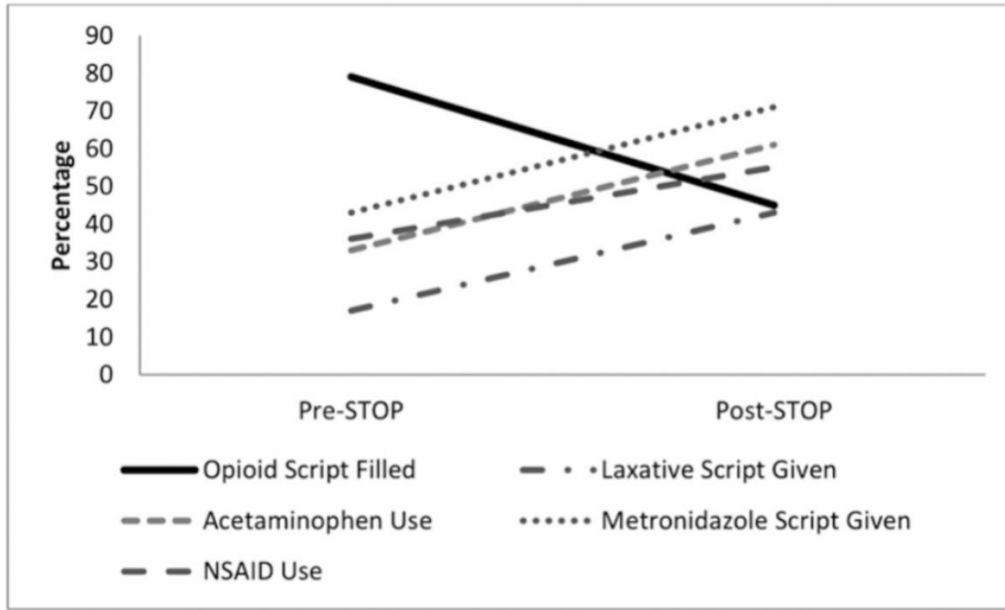 90
80
70
60
50
40
30
20
10
0
Percentage
Pre-STOP Post-STOP
Opioid Script Filled Laxative Script Given
Acetaminophen Use Metronidazole Script Given
NSAID Use